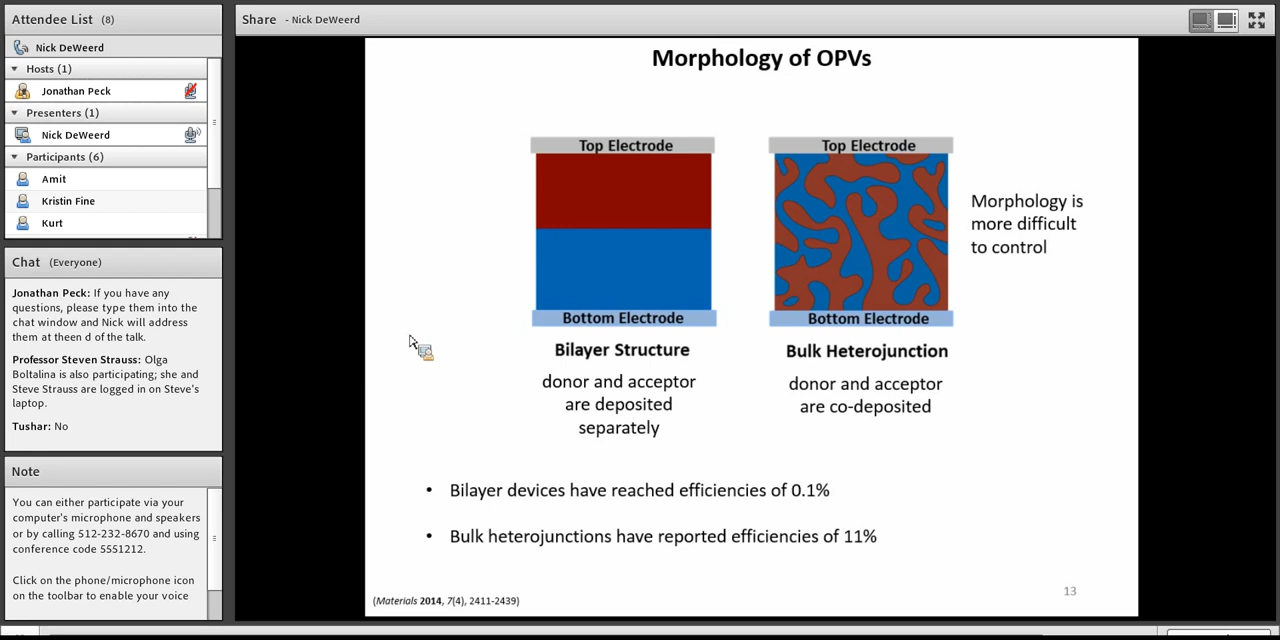 Attendee List (8)
Nick DeWeerd
Hosts (1)
Jonathan Peck
Presenters (1)
Nick DeWeerd
Participants (6)
Amit
Kristin Fine
Kurt
Chat (Everyone)
Jonathan Peck: If you have any
questions, please type them into the
chat window and Nick will address
them at theen d of the talk.
Professor Steven Strauss: Olga
Boltalina is also participating; she and
Steve Strauss are logged in on Steve's
laptop.
Tushar: No
Note
You can either participate via your
computer's microphone and speakers
or by calling 512-232-8670 and using
conference code 5551212.
Click on the phone/microphone icon
on the toolbar to enable your voice
Share - Nick DeWeerd
Morphology of OPVs
Top Electrode
Bottom Electrode
Bilayer Structure
donor and acceptor
are deposited
separately
Top Electrode
Bottom Electrode
Bulk Heterojunction
donor and acceptor
are co-deposited
Morphology is
more difficult
to control
• Bilayer devices have reached efficiencies of 0.1%
• Bulk heterojunctions have reported efficiencies of 11%
(Materials 2014, 7(4), 2411-2439)
13